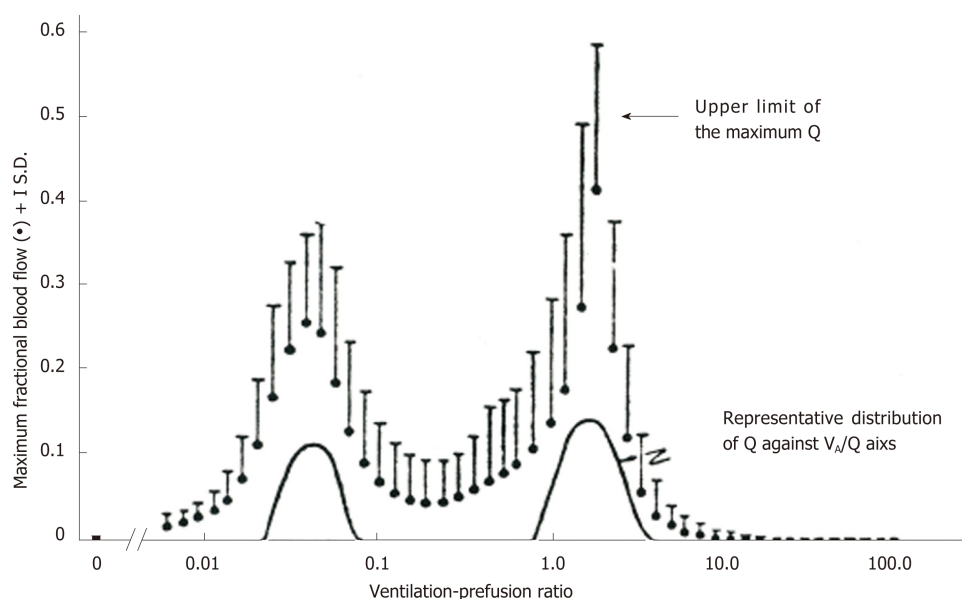 Maximum fractional blood flow (•) + I S.D.
0.6
0.5
0.4
0.3
0.2
0.1
0
Upper limit of
the maximum Q
Representative distribution
of Q against VA/Q aixs
0
0.01
0.1
1.0
10.0
100.0
Ventilation-prefusion ratio